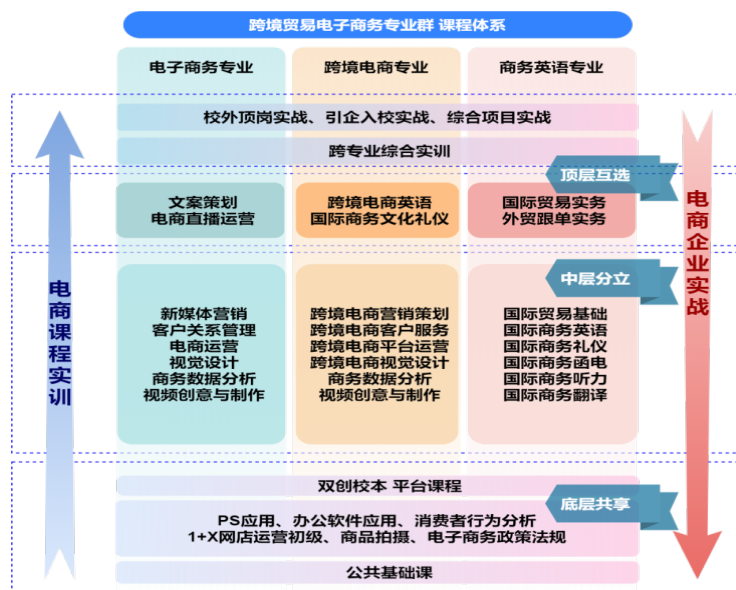 跨境贸易电子商务专业群 课程体系
电子商务专业
跨境电商专业
商务英语专业
校外顶岗实战、引企入校实战、综合项目实战
跨专业综合实训
顶层互选
文案策划
电商直播运营
跨境电商英语
国际商务文化礼仪
国际贸易实务
外贸跟单实务
中层分立
新媒体营销
客户关系管理
电商运营
视觉设计
商务数据分析
视频创意与制作
跨境电商营销策划
跨境电商客户服务
跨境电商平台运营
跨境电商视觉设计
商务数据分析
视频创意与制作
国际贸易基础
国际商务英语
国际商务礼仪
国际商务函电
国际商务听力
国际商务翻译
双创校本 平台课程
底层共享
PS应用、办公软件应用、消费者行为分析
1+X网店运营初级、商品拍摄、电子商务政策法规
公共基础课
电商课程实训
电商企业实战